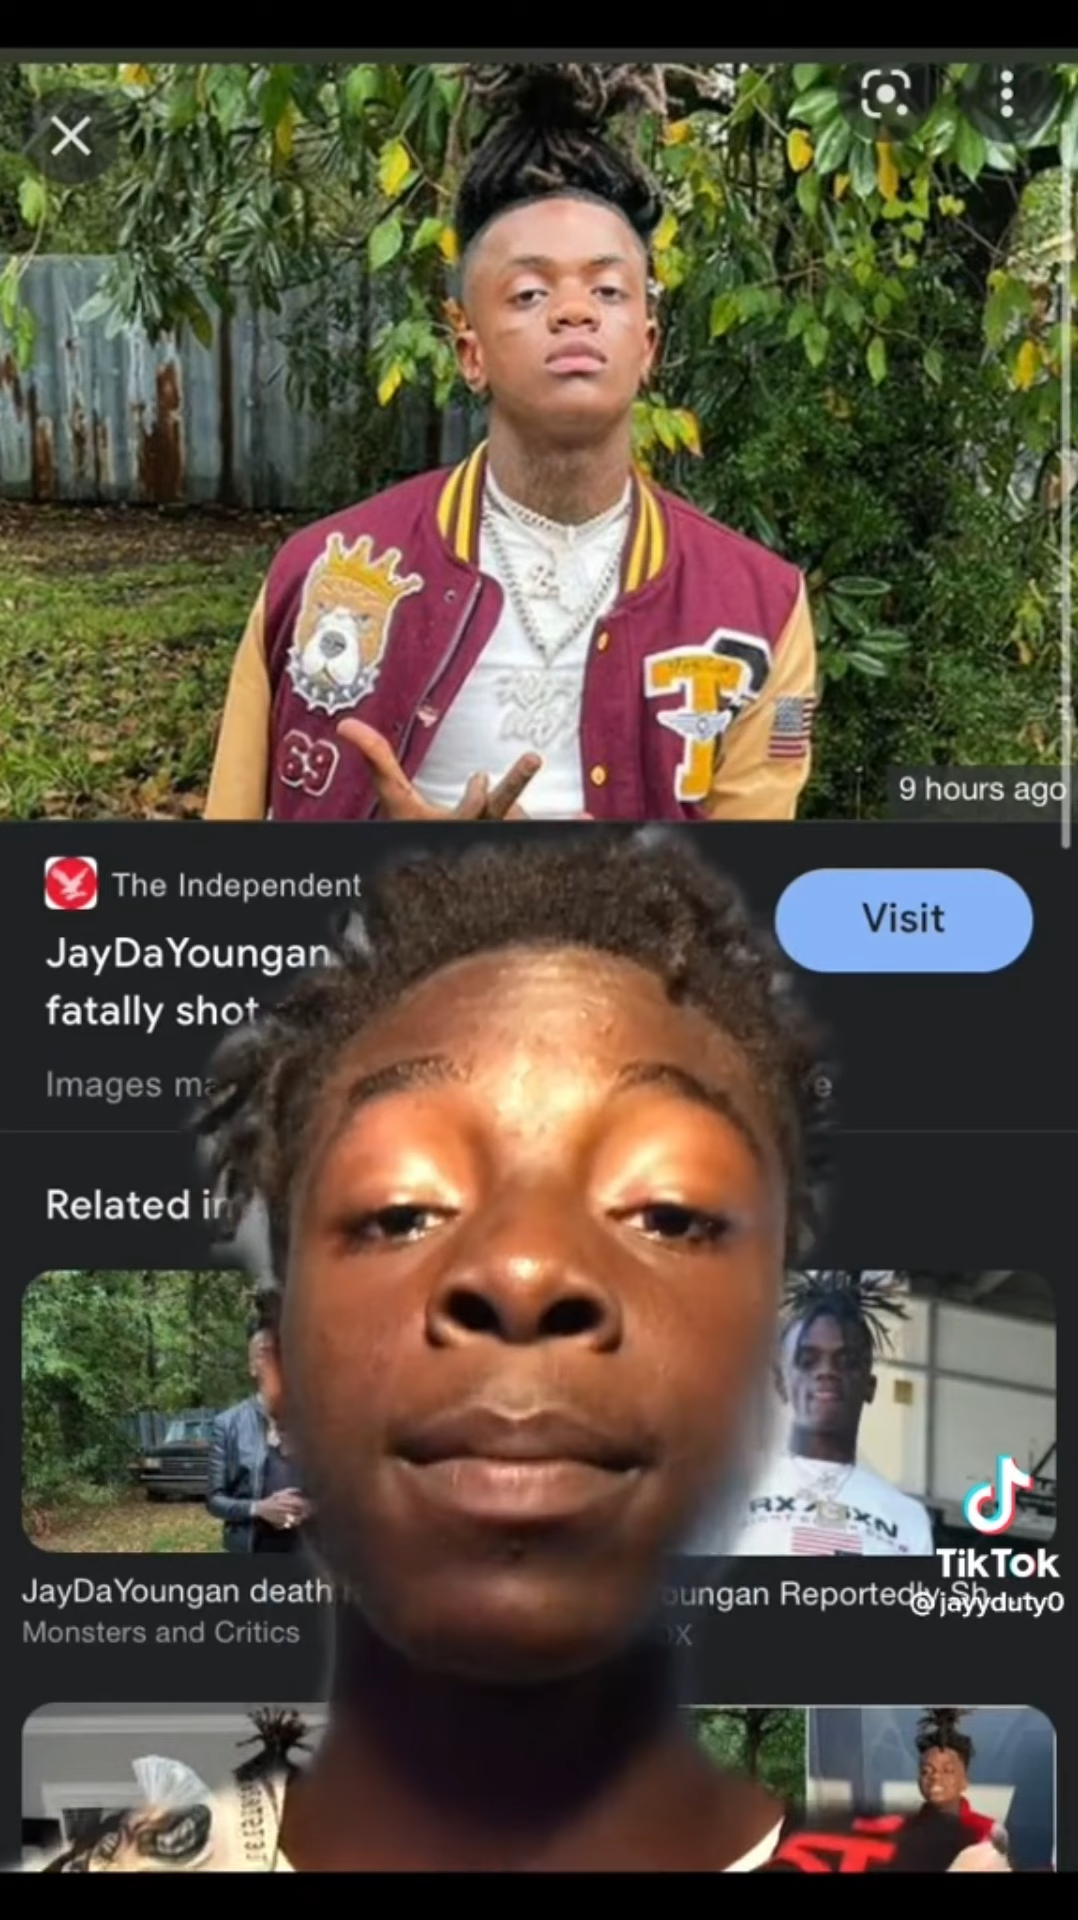 69
9 hours ago
The Independent
Visit
JayDaYoungan
fatally shot
Images
Related
JayDaYoungan death
oungan Reportedly Sh...
Monsters and Critics
TikTok
@jayyduty0